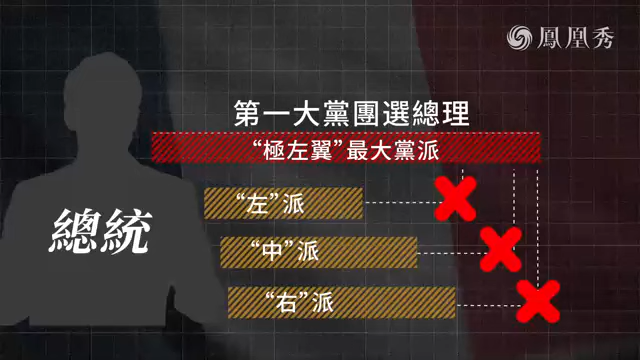 鳳凰秀
第一大黨團選總理
“極左翼”最大黨派
“左”派
總統
“中”派
“右”派